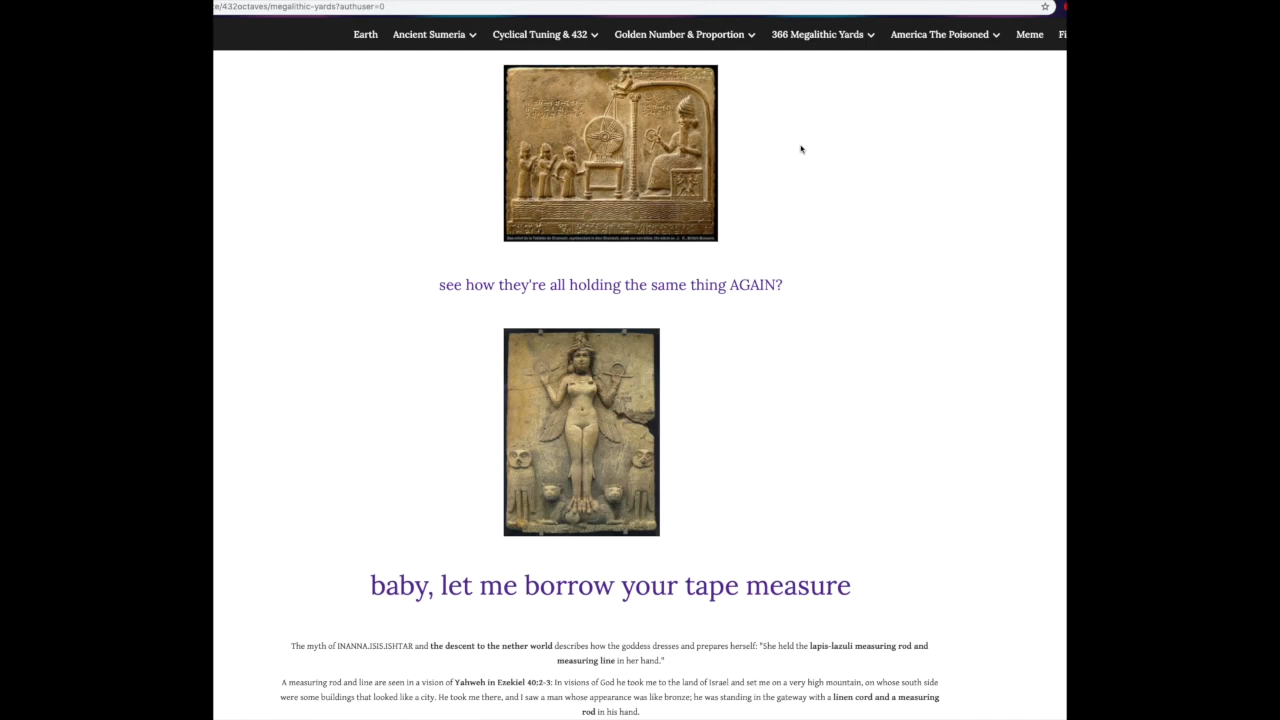 e/432octaves/megalithic-yards?authuser=0
Earth Ancient Sumeria Cyclical Tuning & 432 Golden Number & Proportion 366 Megalithic Yards America The Poisoned Meme Fi
see how they're all holding the same thing AGAIN?
baby, let me borrow your tape measure
The myth of INANNA.ISIS.ISHTAR and the descent to the nether world describes how the goddess dresses and prepares herself: "She held the lapis-lazuli measuring rod and
measuring line in her hand."
A measuring rod and line are seen in a vision of Yahweh in Ezekiel 40:2-3: In visions of God he took me to the land of Israel and set me on a very high mountain, on whose south side
were some buildings that looked like a city. He took me there, and I saw a man whose appearance was like bronze; he was standing in the gateway with a linen cord and a measuring
rod in his hand.